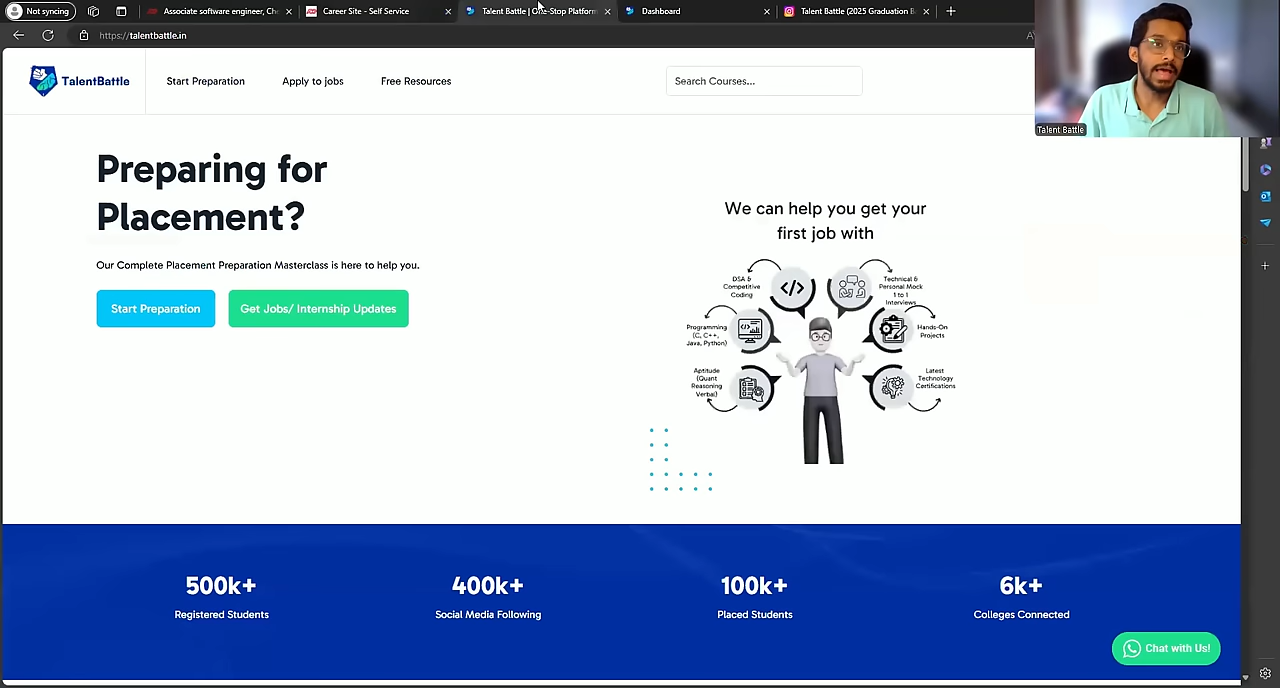 Not syncing
Associate software engineer, Che
Career Site - Self Service
Talent Battle | One-Stop Platform
Dashboard
Talent Battle (2025 Graduation B
https://talentbattle.in
TalentBattle
Start Preparation
Apply to jobs
Free Resources
Search Courses...
Talent Battle
Preparing for
Placement?
Our Complete Placement Preparation Masterclass is here to help you.
Start Preparation
Get Jobs/ Internship Updates
We can help you get your
first job with
DSA &
Competitive
Coding
Technical &
Personal Mock
1 to 1
Interviews
Programming
(C, C++,
Java, Python)
Hands-On
Projects
Aptitude
(Quant
Reasoning
Verbal)
Latest
Technology
Certifications
500k+
Registered Students
400k+
Social Media Following
100k+
Placed Students
6k+
Colleges Connected
Chat with Us!